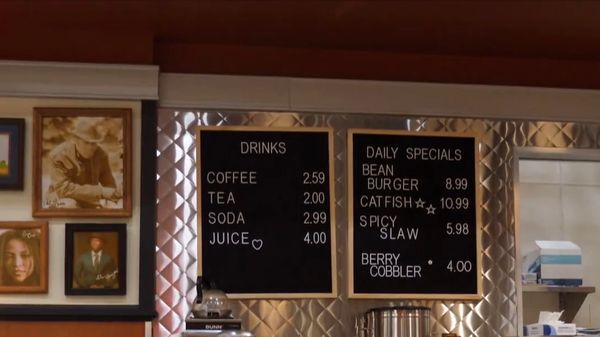 DRINKS
COFFEE 2.59
TEA 2.00
SODA 2.99
JUICE 4.00
DAILY SPECIALS
BEAN
BURGER 8.99
CATFISH 10.99
SPICY
SLAW 5.98
BERRY
COBBLER 4.00
BUNN